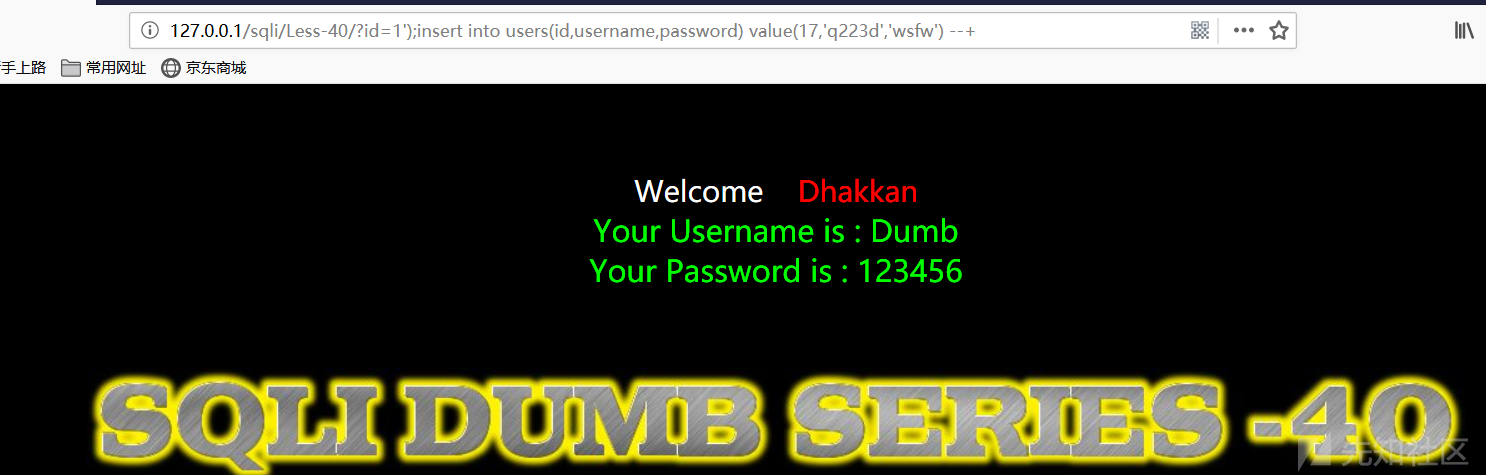 127.0.0.1/sqli/Less-40/?id=1');insert into users(id,username,password) value(17,'q223d','wsfw') --+
手上路 常用网址 京东商城
Welcome Dhakkan
Your Username is : Dumb
Your Password is : 123456
SQLI DUMB SERIES -40
先知社区